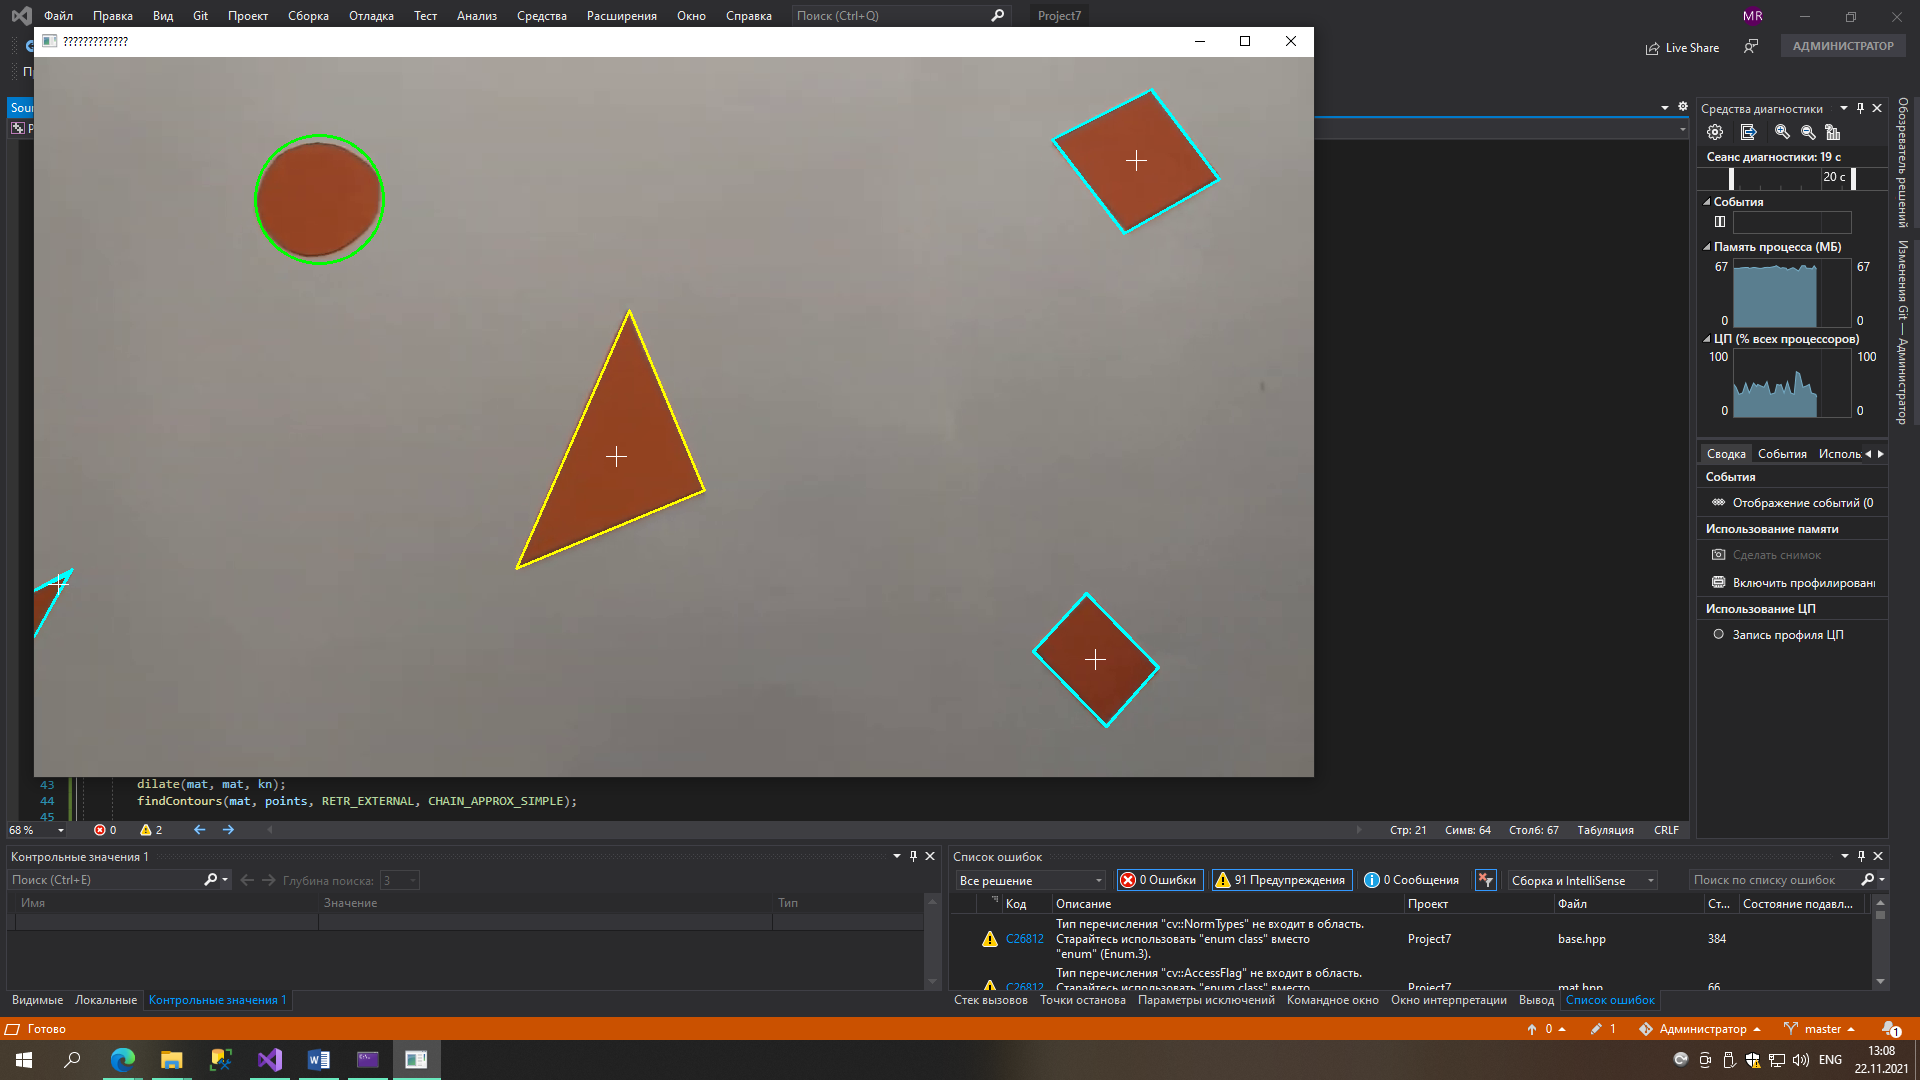 Файл Правка Вид Git Проект Сборка Отладка Тест Анализ Средства Расширения Окно Справка Поиск (Ctrl+Q) Project7 MR
?????????????
Live Share АДМИНИСТРАТОР
Средства диагностики
Сеанс диагностики: 19 с
20 с
События
Память процесса (МБ)
67 67
0 0
ЦП (% всех процессоров)
100 100
0 0
Сводка События Исполь
События
Отображение событий (0
Использование памяти
Сделать снимок
Включить профилирован
Использование ЦП
Запись профиля ЦП
Обозреватель решений
Изменения Git — Администратор
43 dilate(mat, mat, kn);
44 findContours(mat, points, RETR_EXTERNAL, CHAIN_APPROX_SIMPLE);
45
68 % 0 2 Стр: 21 Симв: 64 Столб: 67 Табуляция CRLF
Контрольные значения 1
Поиск (Ctrl+E) Глубина поиска: 3
Имя Значение Тип
Видимые Локальные Контрольные значения 1
Список ошибок
Все решение 0 Ошибки 91 Предупреждения 0 Сообщения Сборка и IntelliSense Поиск по списку ошибок
Код Описание Проект Файл Ст... Состояние подавл...
Тип перечисления "cv::NormTypes" не входит в область.
C26812 Старайтесь использовать "enum class" вместо Project7 base.hpp 384
"enum" (Enum.3).
Тип перечисления "cv::AccessFlag" не входит в область.
C26812 Старайтесь использовать "enum class" вместо Project7 mat.hpp 66
Стек вызовов Точки останова Параметры исключений Командное окно Окно интерпретации Вывод Список ошибок
Готово 0 1 Администратор master 1
ENG 13:08
22.11.2021